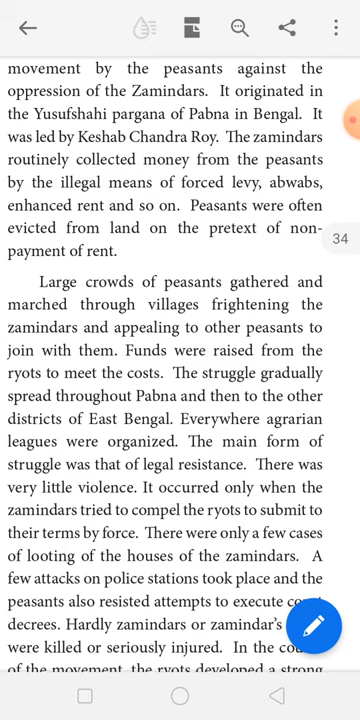 movement by the peasants against the
oppression of the Zamindars. It originated in
the Yusufshahi pargana of Pabna in Bengal. It
was led by Keshab Chandra Roy. The zamindars
routinely collected money from the peasants
by the illegal means of forced levy, abwabs,
enhanced rent and so on. Peasants were often
evicted from land on the pretext of non-
payment of rent.
34
Large crowds of peasants gathered and
marched through villages frightening the
zamindars and appealing to other peasants to
join with them. Funds were raised from the
ryots to meet the costs. The struggle gradually
spread throughout Pabna and then to the other
districts of East Bengal. Everywhere agrarian
leagues were organized. The main form of
struggle was that of legal resistance. There was
very little violence. It occurred only when the
zamindars tried to compel the ryots to submit to
their terms by force. There were only a few cases
of looting of the houses of the zamindars. A
few attacks on police stations took place and the
peasants also resisted attempts to execute
decrees. Hardly zamindars or zamindar's
were killed or seriously injured. In the
of the movement, the ryots developed a strong